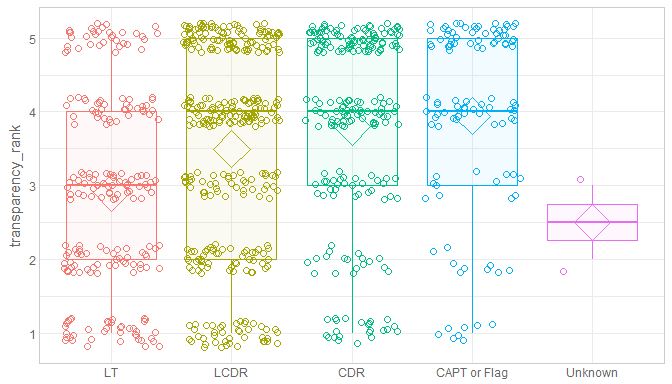 transparency_rank
5
4
3
2
1
LT
LCDR
CDR
CAPT or Flag
Unknown